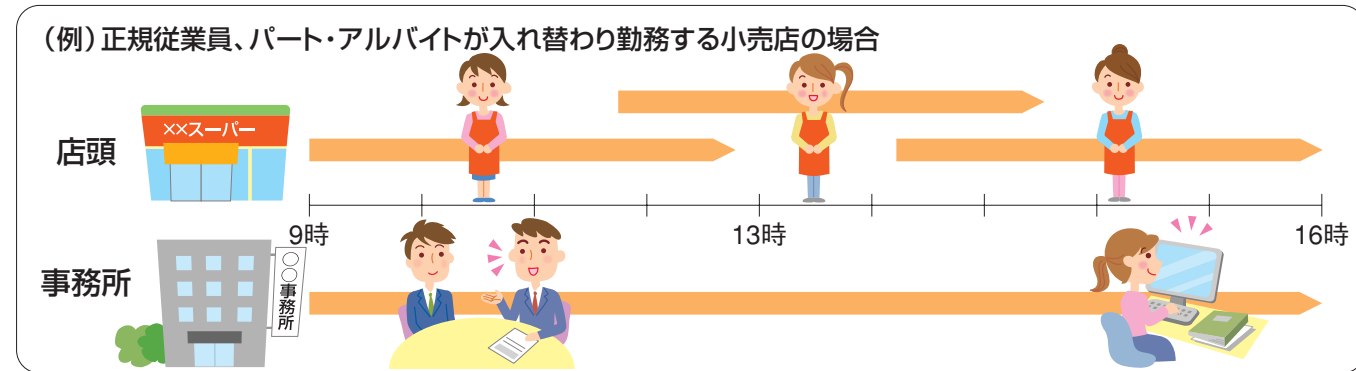 (例)正規従業員、パート・アルバイトが入れ替わり勤務する小売店の場合
××スーパー
店頭
9時
13時
16時
事務所
○○事務所